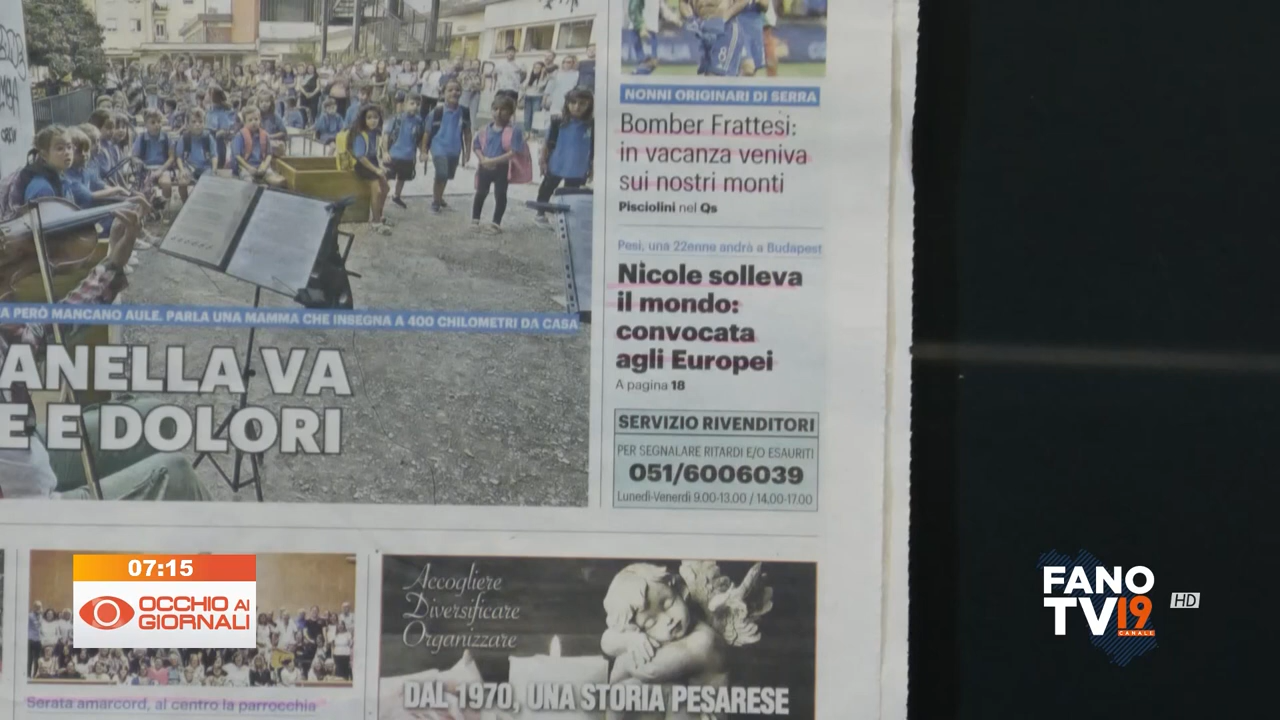 NONNI ORIGINARI DI SERRA
Bomber Frattesi:
in vacanza veniva
sui nostri monti
Pisciolini nel Qs
Pesi, una 22enne andrà a Budapest
Nicole solleva
il mondo:
convocata
agli Europei
A pagina 18
SERVIZIO RIVENDITORI
PER SEGNALARE RITARDI E/O ESAURITI
051/6006039
Lunedì-Venerdì 9.00-13.00 / 14.00-17.00
A PERÒ MANCANO AULE. PARLA UNA MAMMA CHE INSEGNA A 400 CHILOMETRI DA CASA
ANELLA VA
È E DOLORI
07:15
OCCHIO AI
GIORNALI
Serata amarcord, al centro la parrocchia
Accogliere
Diversificare
Organizzare
DAL 1970, UNA STORIA PESARESE
FANO
TV19
CANALE
HD